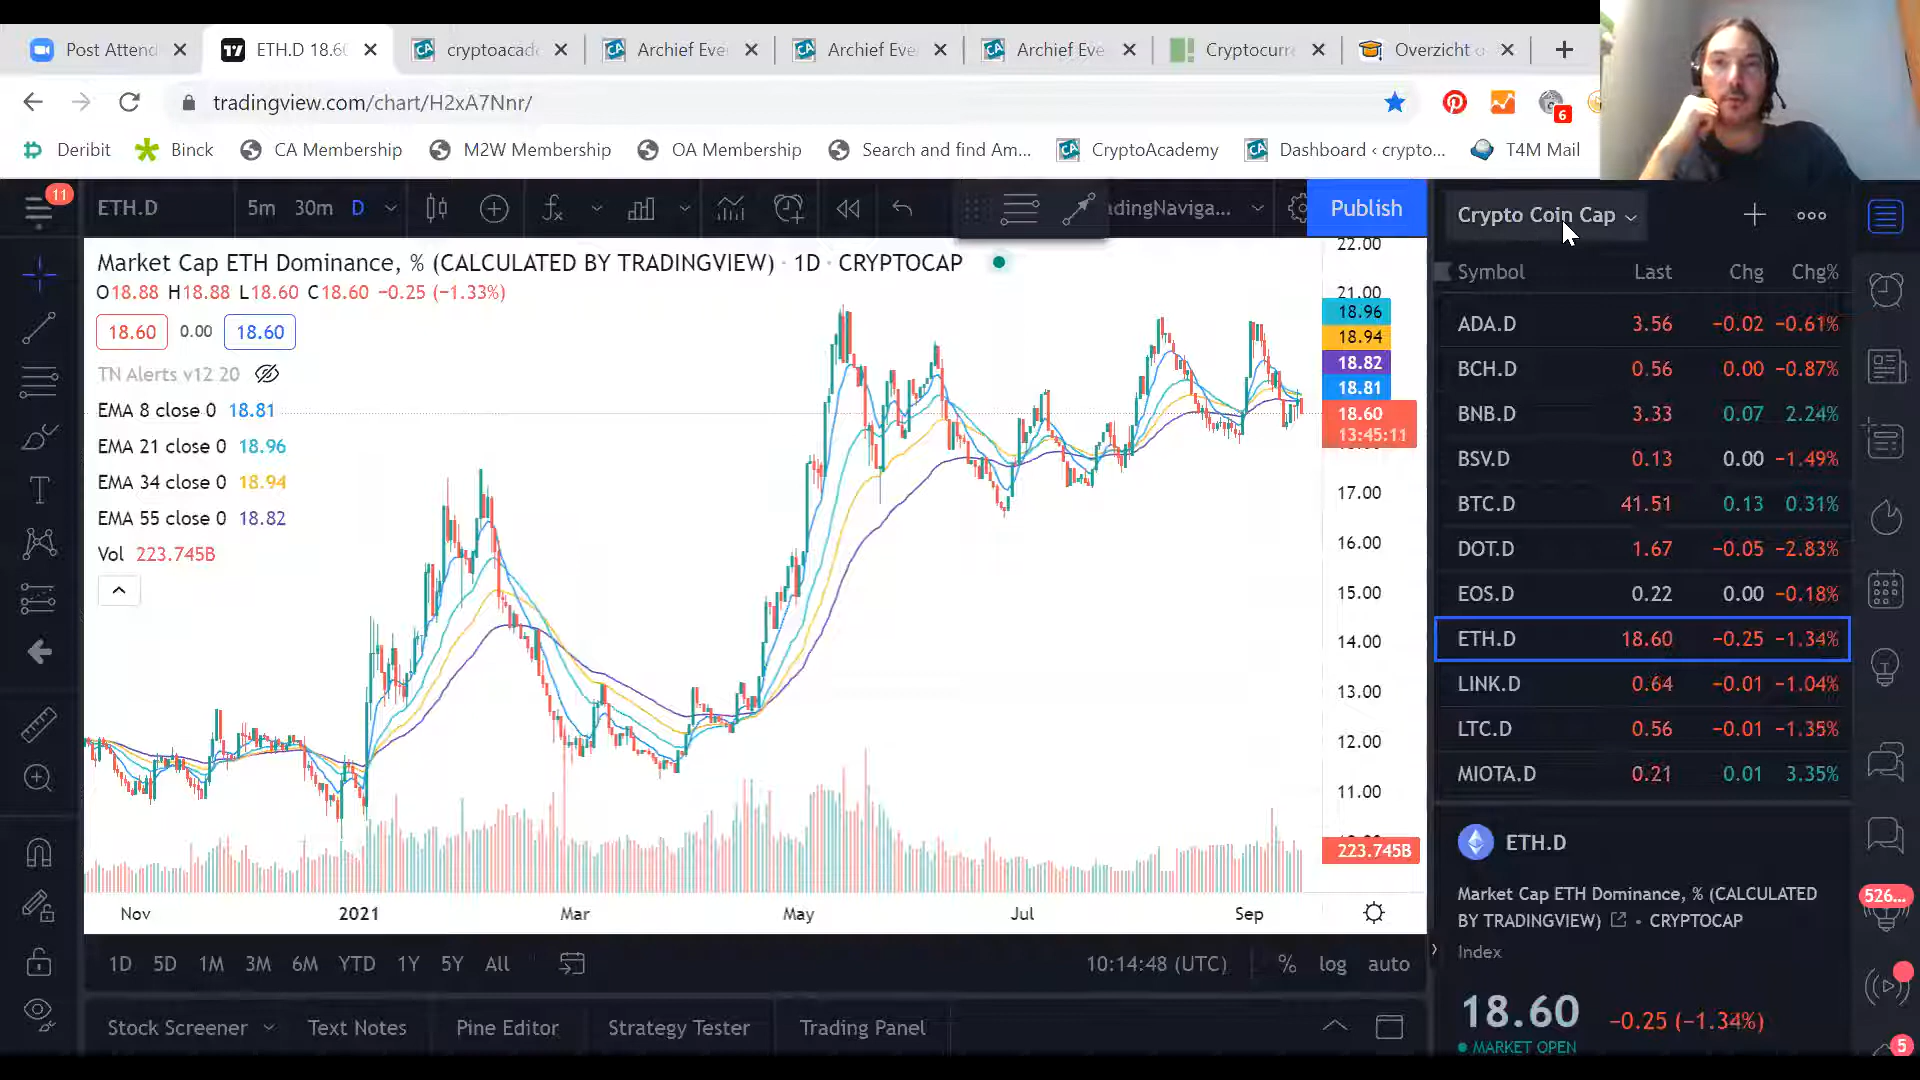 Post Attend
ETH.D 18.60
cryptoacad
Archief Eve
Archief Eve
Archief Eve
Cryptocurre
Overzicht o
tradingview.com/chart/H2xA7Nnr/
6
Deribit
Binck
CA Membership
M2W Membership
OA Membership
Search and find Am...
CryptoAcademy
Dashboard ‹ crypto...
T4M Mail
11
ETH.D
5m 30m D
adingNaviga...
Publish
Market Cap ETH Dominance, % (CALCULATED BY TRADINGVIEW) · 1D · CRYPTOCAP
O18.88 H18.88 L18.60 C18.60 −0.25 (−1.33%)
18.60 0.00 18.60
TN Alerts v12 20
EMA 8 close 0 18.81
EMA 21 close 0 18.96
EMA 34 close 0 18.94
EMA 55 close 0 18.82
Vol 223.745B
22.00
21.00
18.96
18.94
18.82
18.81
18.60
13:45:11
17.00
16.00
15.00
14.00
13.00
12.00
11.00
223.745B
Nov 2021 Mar May Jul Sep
1D 5D 1M 3M 6M YTD 1Y 5Y All
10:14:48 (UTC) % log auto
Stock Screener Text Notes Pine Editor Strategy Tester Trading Panel
Crypto Coin Cap
Symbol Last Chg Chg%
ADA.D 3.56 −0.02 −0.61%
BCH.D 0.56 0.00 −0.87%
BNB.D 3.33 0.07 2.24%
BSV.D 0.13 0.00 −1.49%
BTC.D 41.51 0.13 0.31%
DOT.D 1.67 −0.05 −2.83%
EOS.D 0.22 0.00 −0.18%
ETH.D 18.60 −0.25 −1.34%
LINK.D 0.64 −0.01 −1.04%
LTC.D 0.56 −0.01 −1.35%
MIOTA.D 0.21 0.01 3.35%
ETH.D
Market Cap ETH Dominance, % (CALCULATED
BY TRADINGVIEW) • CRYPTOCAP
Index
18.60 −0.25 (−1.34%)
MARKET OPEN
526...
5